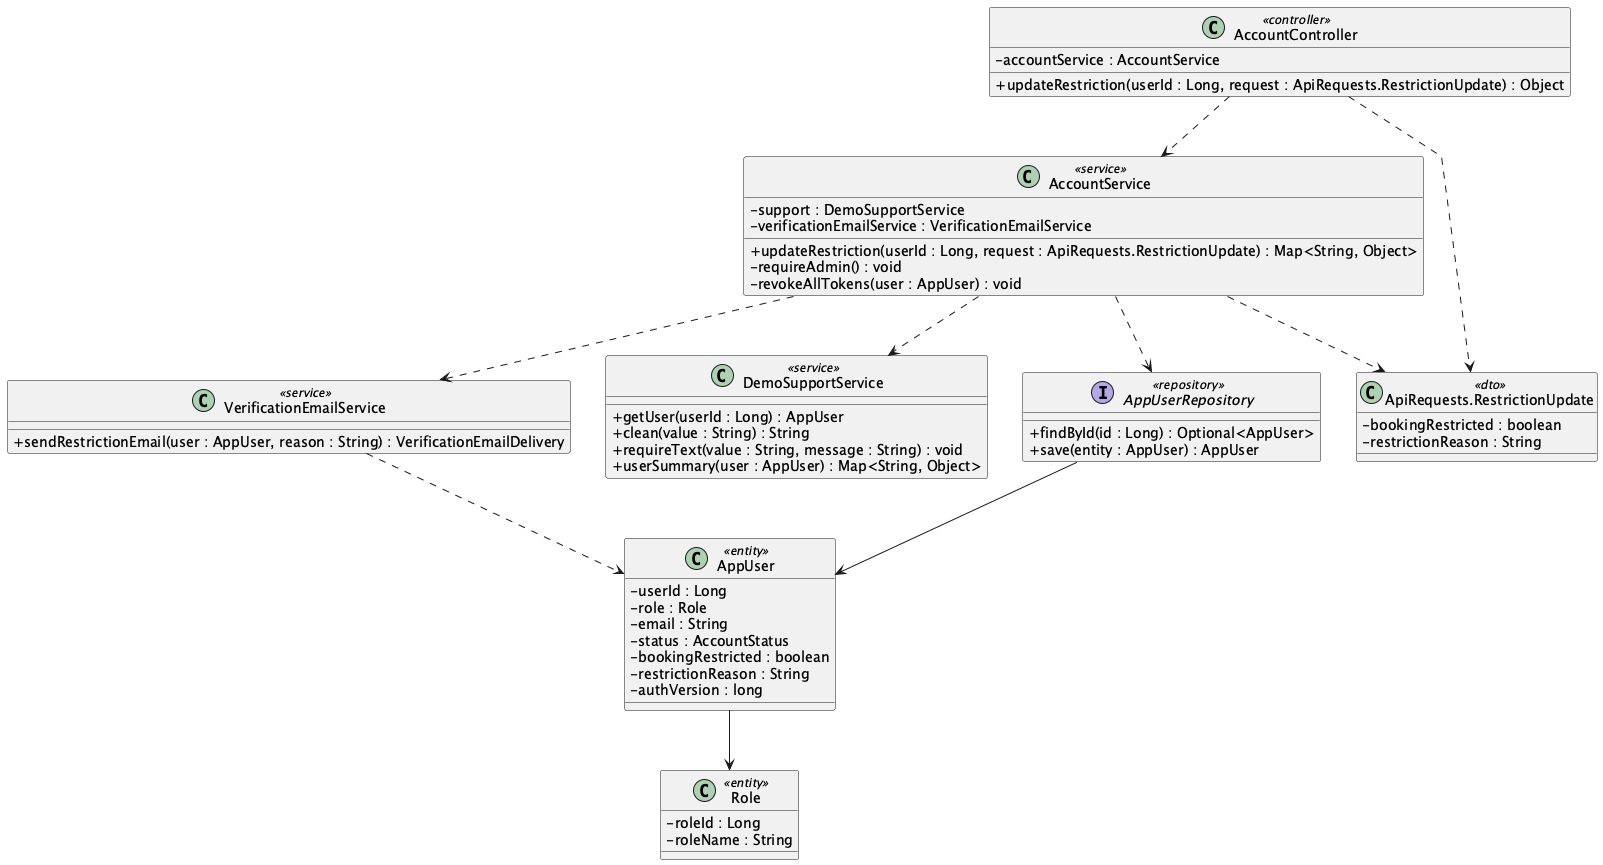 C
«controller»
AccountController
-accountService : AccountService
+updateRestriction(userId : Long, request : ApiRequests.RestrictionUpdate) : Object
C
«service»
AccountService
-support : DemoSupportService
-verificationEmailService : VerificationEmailService
+updateRestriction(userId : Long, request : ApiRequests.RestrictionUpdate) : Map<String, Object>
-requireAdmin() : void
-revokeAllTokens(user : AppUser) : void
C
«service»
VerificationEmailService
+sendRestrictionEmail(user : AppUser, reason : String) : VerificationEmailDelivery
C
«service»
DemoSupportService
+getUser(userId : Long) : AppUser
+clean(value : String) : String
+requireText(value : String, message : String) : void
+userSummary(user : AppUser) : Map<String, Object>
I
«repository»
AppUserRepository
+findById(id : Long) : Optional<AppUser>
+save(entity : AppUser) : AppUser
C
«dto»
ApiRequests.RestrictionUpdate
-bookingRestricted : boolean
-restrictionReason : String
C
«entity»
AppUser
-userId : Long
-role : Role
-email : String
-status : AccountStatus
-bookingRestricted : boolean
-restrictionReason : String
-authVersion : long
C
«entity»
Role
-roleId : Long
-roleName : String